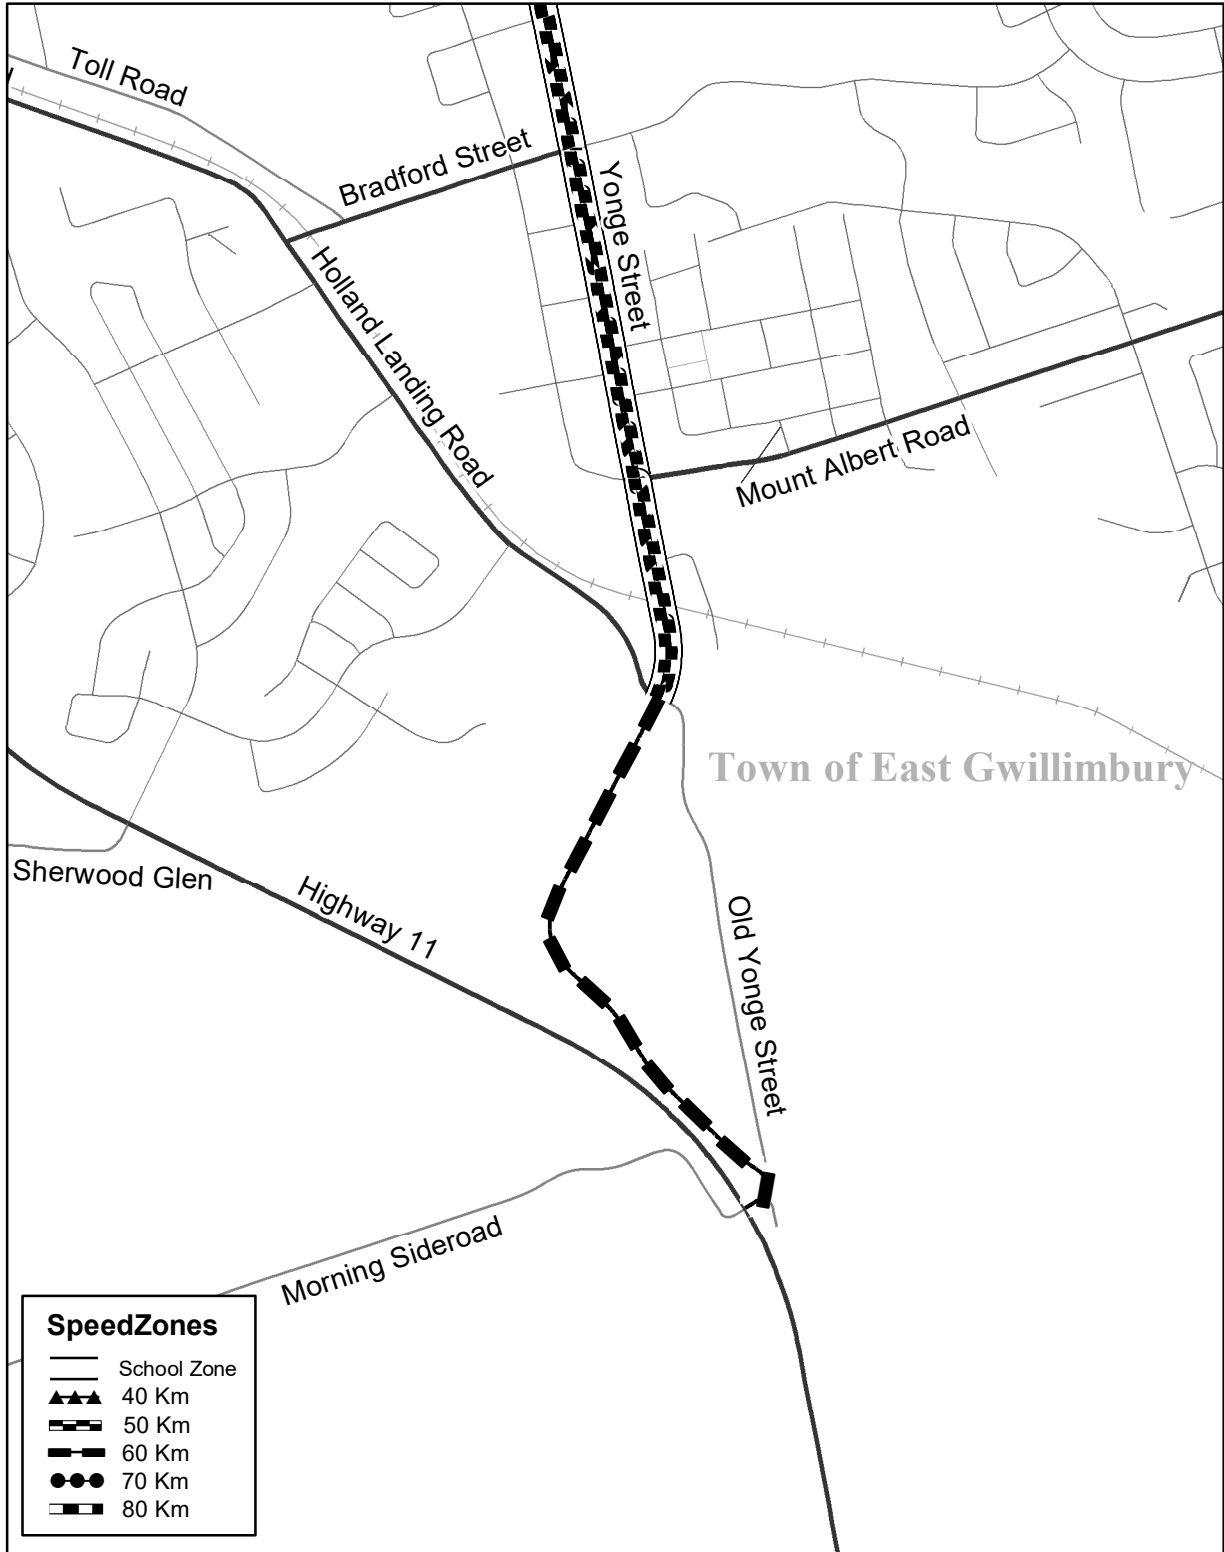 Toll Road
Bradford Street
Yonge Street
Holland Landing Road
Mount Albert Road
Town of East Gwillimbury
Sherwood Glen
Highway 11
Old Yonge Street
Morning Sideroad
SpeedZones
School Zone
40 Km
50 Km
60 Km
70 Km
80 Km